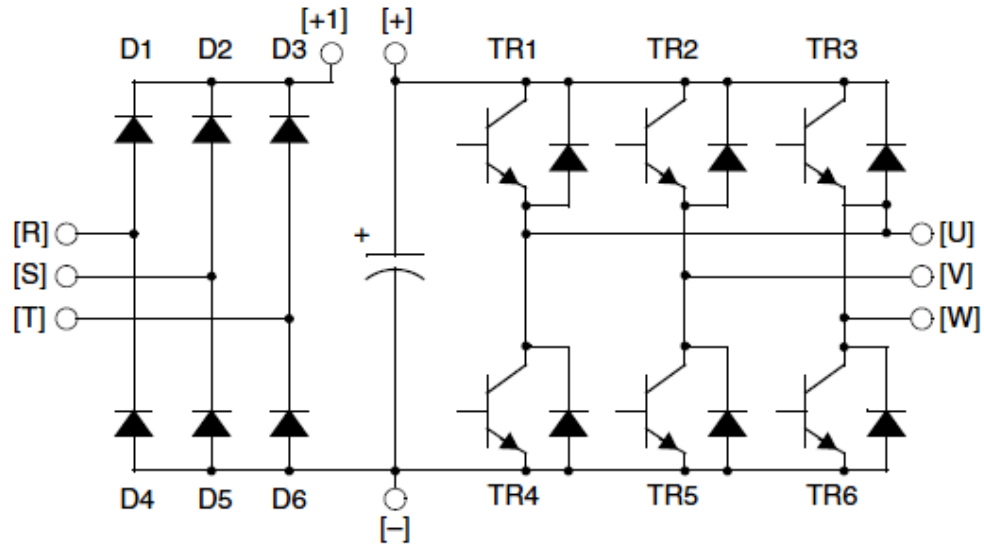 [+1] [+]
D1 D2 D3 TR1 TR2 TR3
[R] + [U]
[S] [V]
[T] [W]
D4 D5 D6 TR4 TR5 TR6
[–]